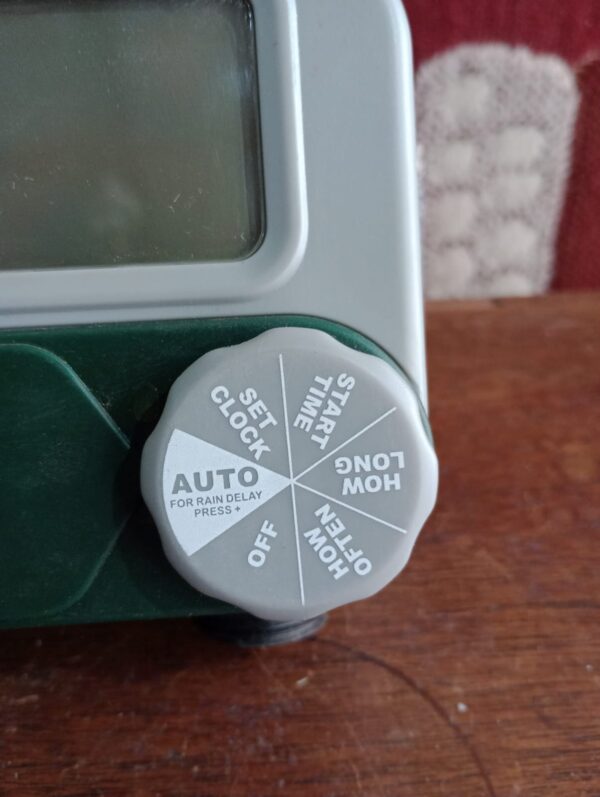 SET
CLOCK
START
TIME
HOW
LONG
HOW
OFTEN
OFF
AUTO
FOR RAIN DELAY
PRESS +